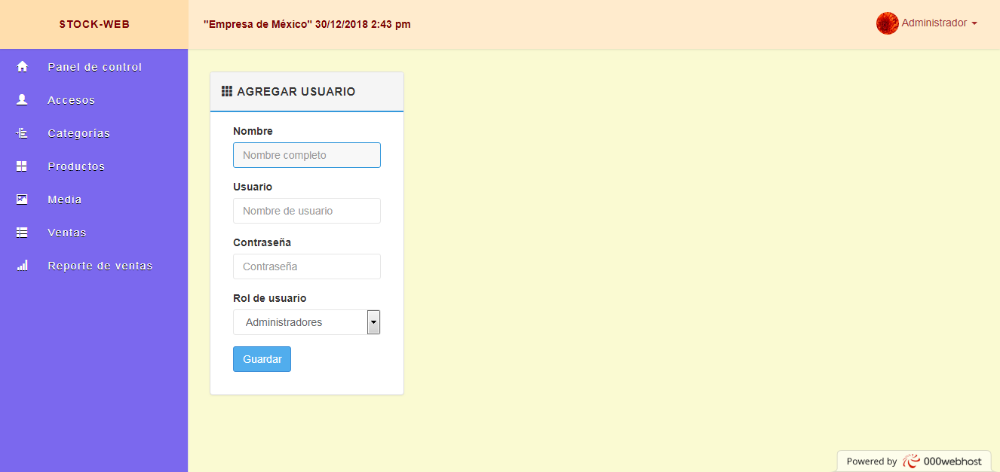 STOCK-WEB
"Empresa de México" 30/12/2018 2:43 pm
Administrador
Panel de control
Accesos
Categorías
Productos
Media
Ventas
Reporte de ventas
AGREGAR USUARIO
Nombre
Nombre completo
Usuario
Nombre de usuario
Contraseña
Contraseña
Rol de usuario
Administradores
Guardar
Powered by 000webhost